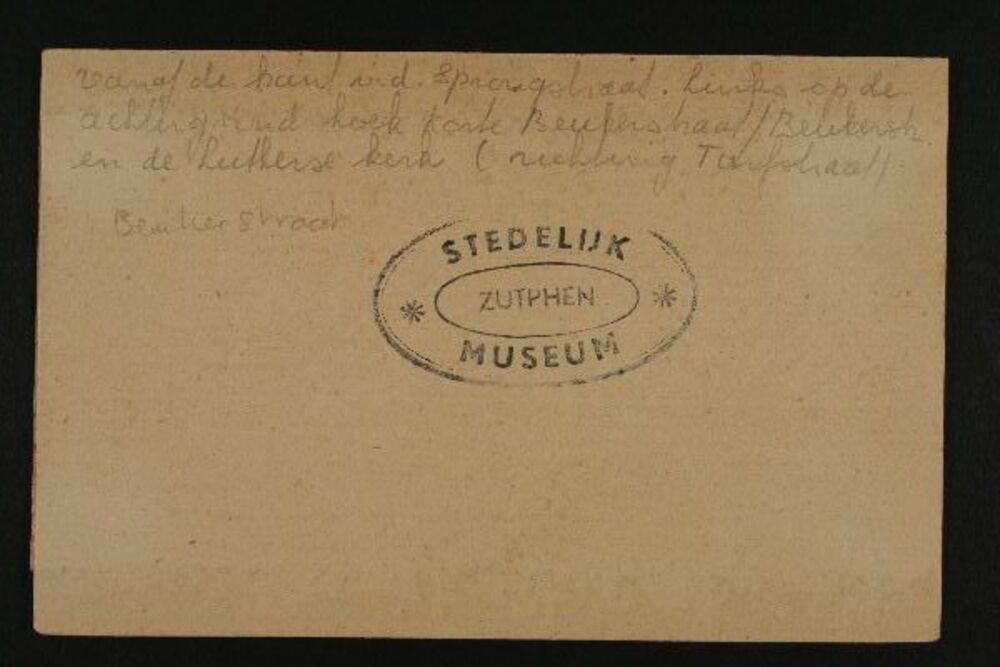 vanaf de kant v.d. Sprongstraat. Links op de
achtergrond hoek korte Beukerstraat/Beukerstr.
en de Lutherse kerk (richting Turfstraat).
Beukerstraat
STEDELIJK
* ZUTPHEN *
MUSEUM